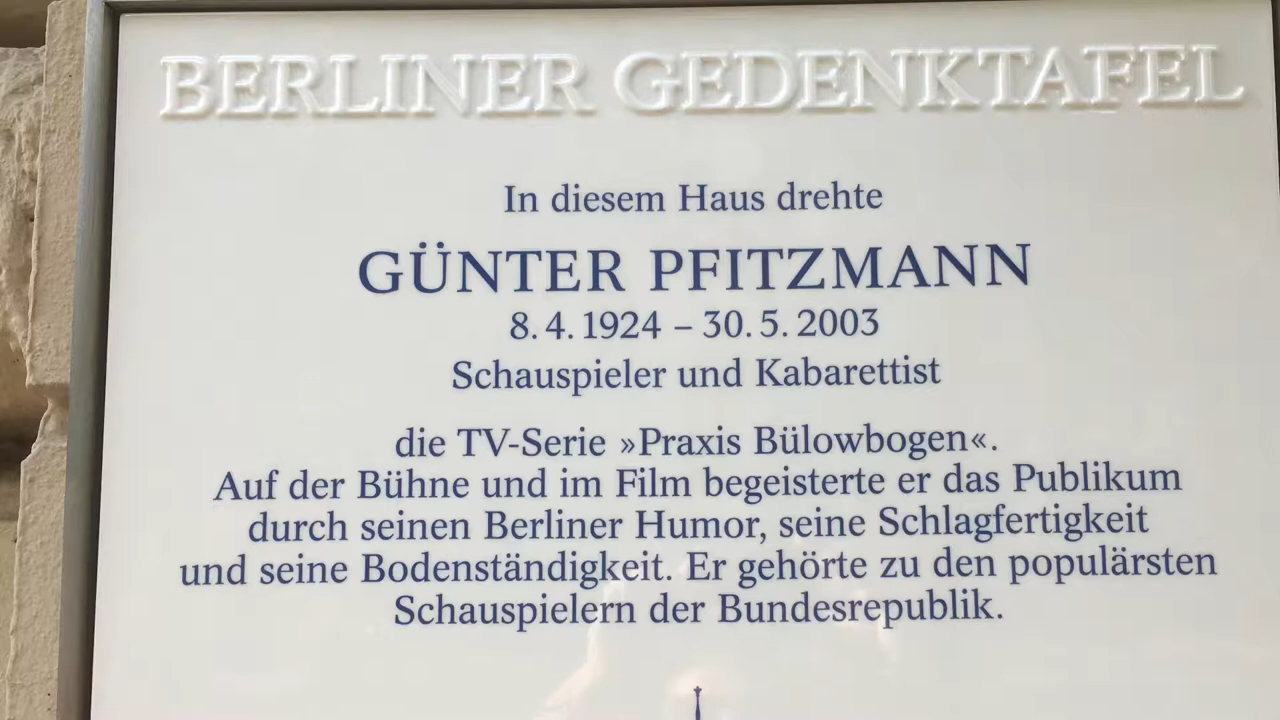 BERLINER GEDENKTAFEL
In diesem Haus drehte
GÜNTER PFITZMANN
8. 4. 1924 – 30. 5. 2003
Schauspieler und Kabarettist
die TV-Serie »Praxis Bülowbogen«.
Auf der Bühne und im Film begeisterte er das Publikum
durch seinen Berliner Humor, seine Schlagfertigkeit
und seine Bodenständigkeit. Er gehörte zu den populärsten
Schauspielern der Bundesrepublik.